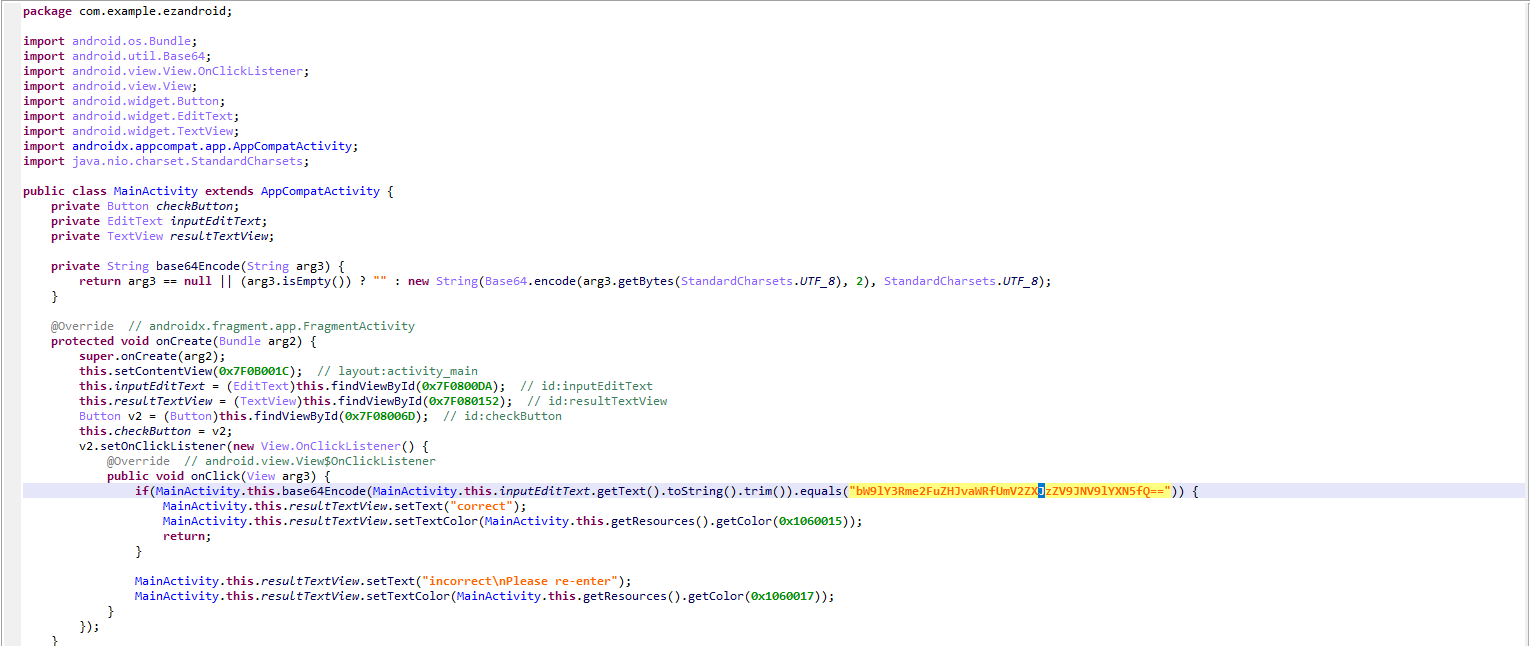 package com.example.ezandroid;

import android.os.Bundle;
import android.util.Base64;
import android.view.View.OnClickListener;
import android.view.View;
import android.widget.Button;
import android.widget.EditText;
import android.widget.TextView;
import androidx.appcompat.app.AppCompatActivity;
import java.nio.charset.StandardCharsets;

public class MainActivity extends AppCompatActivity {
    private Button checkButton;
    private EditText inputEditText;
    private TextView resultTextView;

    private String base64Encode(String arg3) {
        return arg3 == null || (arg3.isEmpty()) ? "" : new String(Base64.encode(arg3.getBytes(StandardCharsets.UTF_8), 2), StandardCharsets.UTF_8);
    }

    @Override  // androidx.fragment.app.FragmentActivity
    protected void onCreate(Bundle arg2) {
        super.onCreate(arg2);
        this.setContentView(0x7F0B001C);  // layout:activity_main
        this.inputEditText = (EditText)this.findViewById(0x7F0800DA);  // id:inputEditText
        this.resultTextView = (TextView)this.findViewById(0x7F080152);  // id:resultTextView
        Button v2 = (Button)this.findViewById(0x7F08006D);  // id:checkButton
        this.checkButton = v2;
        v2.setOnClickListener(new View.OnClickListener() {
            @Override  // android.view.View$OnClickListener
            public void onClick(View arg3) {
                if(MainActivity.this.base64Encode(MainActivity.this.inputEditText.getText().toString().trim()).equals("bW9lY3Rme2FuZHJvaWRfUmV2ZXJzZV9JNV9lYXN5fQ==")) {
                    MainActivity.this.resultTextView.setText("correct");
                    MainActivity.this.resultTextView.setTextColor(MainActivity.this.getResources().getColor(0x1060015));
                    return;
                }

                MainActivity.this.resultTextView.setText("incorrect\nPlease re-enter");
                MainActivity.this.resultTextView.setTextColor(MainActivity.this.getResources().getColor(0x1060017));
            }
        });
    }